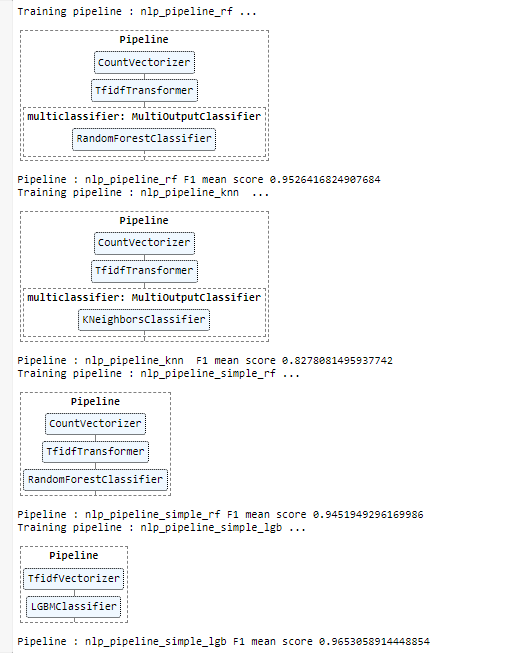 Training pipeline : nlp_pipeline_rf ...
Pipeline
CountVectorizer
TfidfTransformer
multiclassifier: MultiOutputClassifier
RandomForestClassifier
Pipeline : nlp_pipeline_rf F1 mean score 0.9526416824907684
Training pipeline : nlp_pipeline_knn  ...
Pipeline
CountVectorizer
TfidfTransformer
multiclassifier: MultiOutputClassifier
KNeighborsClassifier
Pipeline : nlp_pipeline_knn  F1 mean score 0.8278081495937742
Training pipeline : nlp_pipeline_simple_rf ...
Pipeline
CountVectorizer
TfidfTransformer
RandomForestClassifier
Pipeline : nlp_pipeline_simple_rf F1 mean score 0.9451949296169986
Training pipeline : nlp_pipeline_simple_lgb ...
Pipeline
TfidfVectorizer
LGBMClassifier
Pipeline : nlp_pipeline_simple_lgb F1 mean score 0.9653058914448854